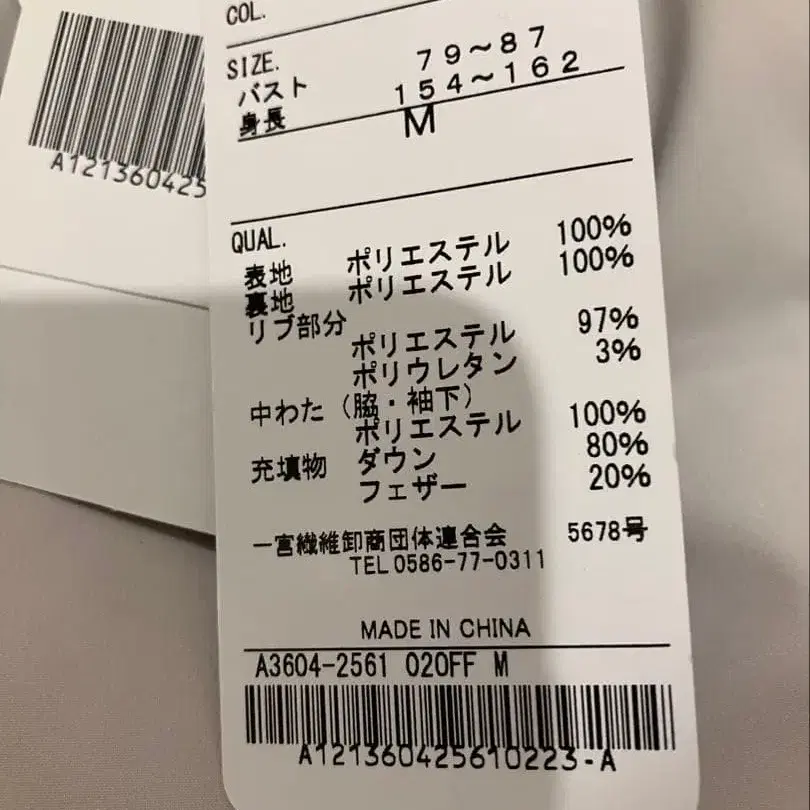 COL.
SIZE.
バスト 79～87
身長 154～162
M
QUAL.
表地 ポリエステル 100%
裏地 ポリエステル 100%
リブ部分
ポリエステル 97%
ポリウレタン 3%
中わた（脇・袖下）
ポリエステル 100%
充填物 ダウン 80%
フェザー 20%
一宮繊維卸商団体連合会 5678号
TEL 0586-77-0311
MADE IN CHINA
A3604-2561 020FF M
A121360425610223-A
A121360425